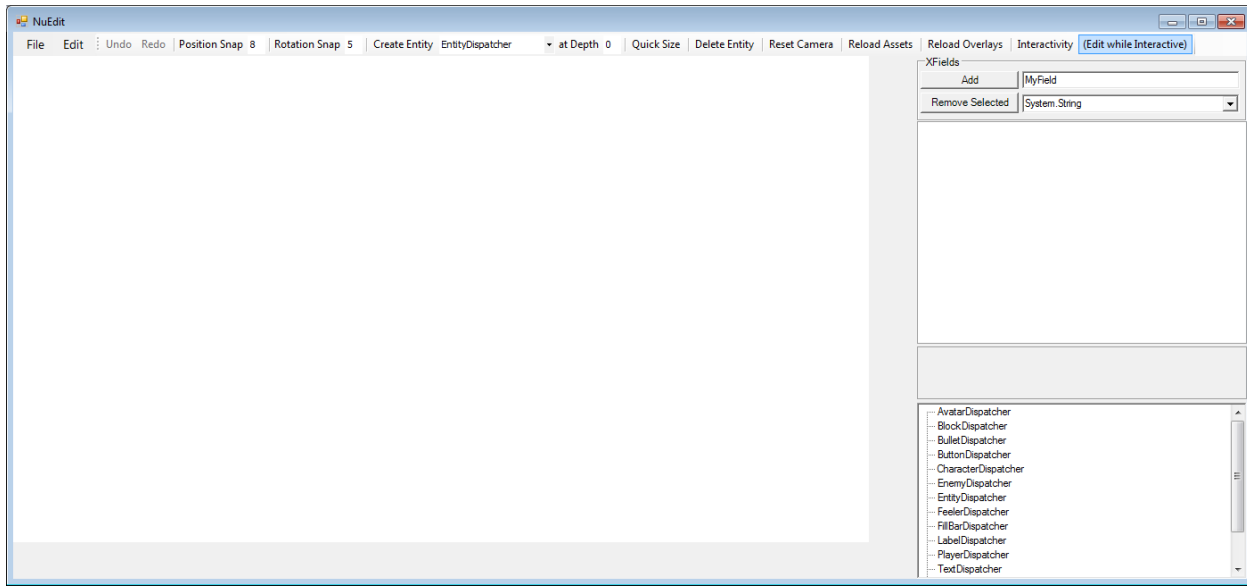 NuEdit
File Edit Undo Redo Position Snap 8 Rotation Snap 5 Create Entity EntityDispatcher at Depth 0 Quick Size Delete Entity Reset Camera Reload Assets Reload Overlays Interactivity (Edit while Interactive)
XFields
Add MyField
Remove Selected System.String
AvatarDispatcher
BlockDispatcher
BulletDispatcher
ButtonDispatcher
CharacterDispatcher
EnemyDispatcher
EntityDispatcher
FeelerDispatcher
FillBarDispatcher
LabelDispatcher
PlayerDispatcher
TextDispatcher